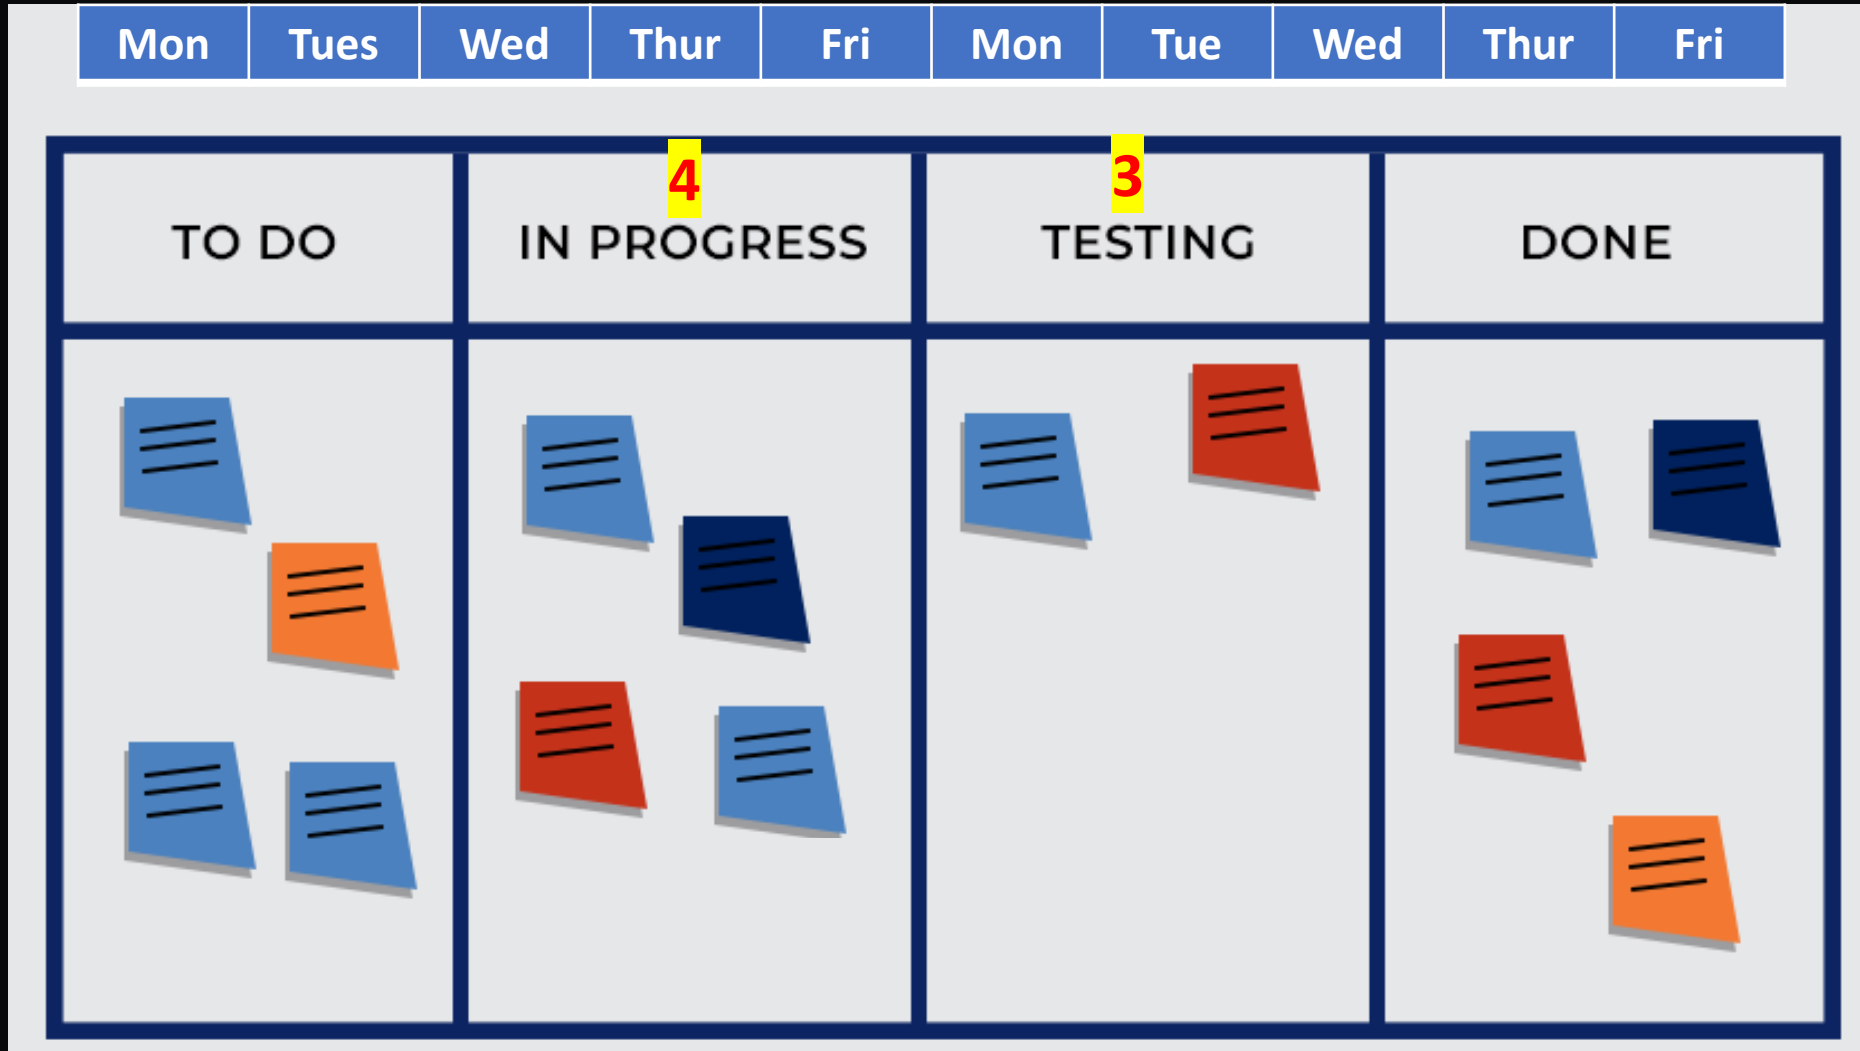 Mon Tues Wed Thur Fri Mon Tue Wed Thur Fri
4 3
TO DO IN PROGRESS TESTING DONE